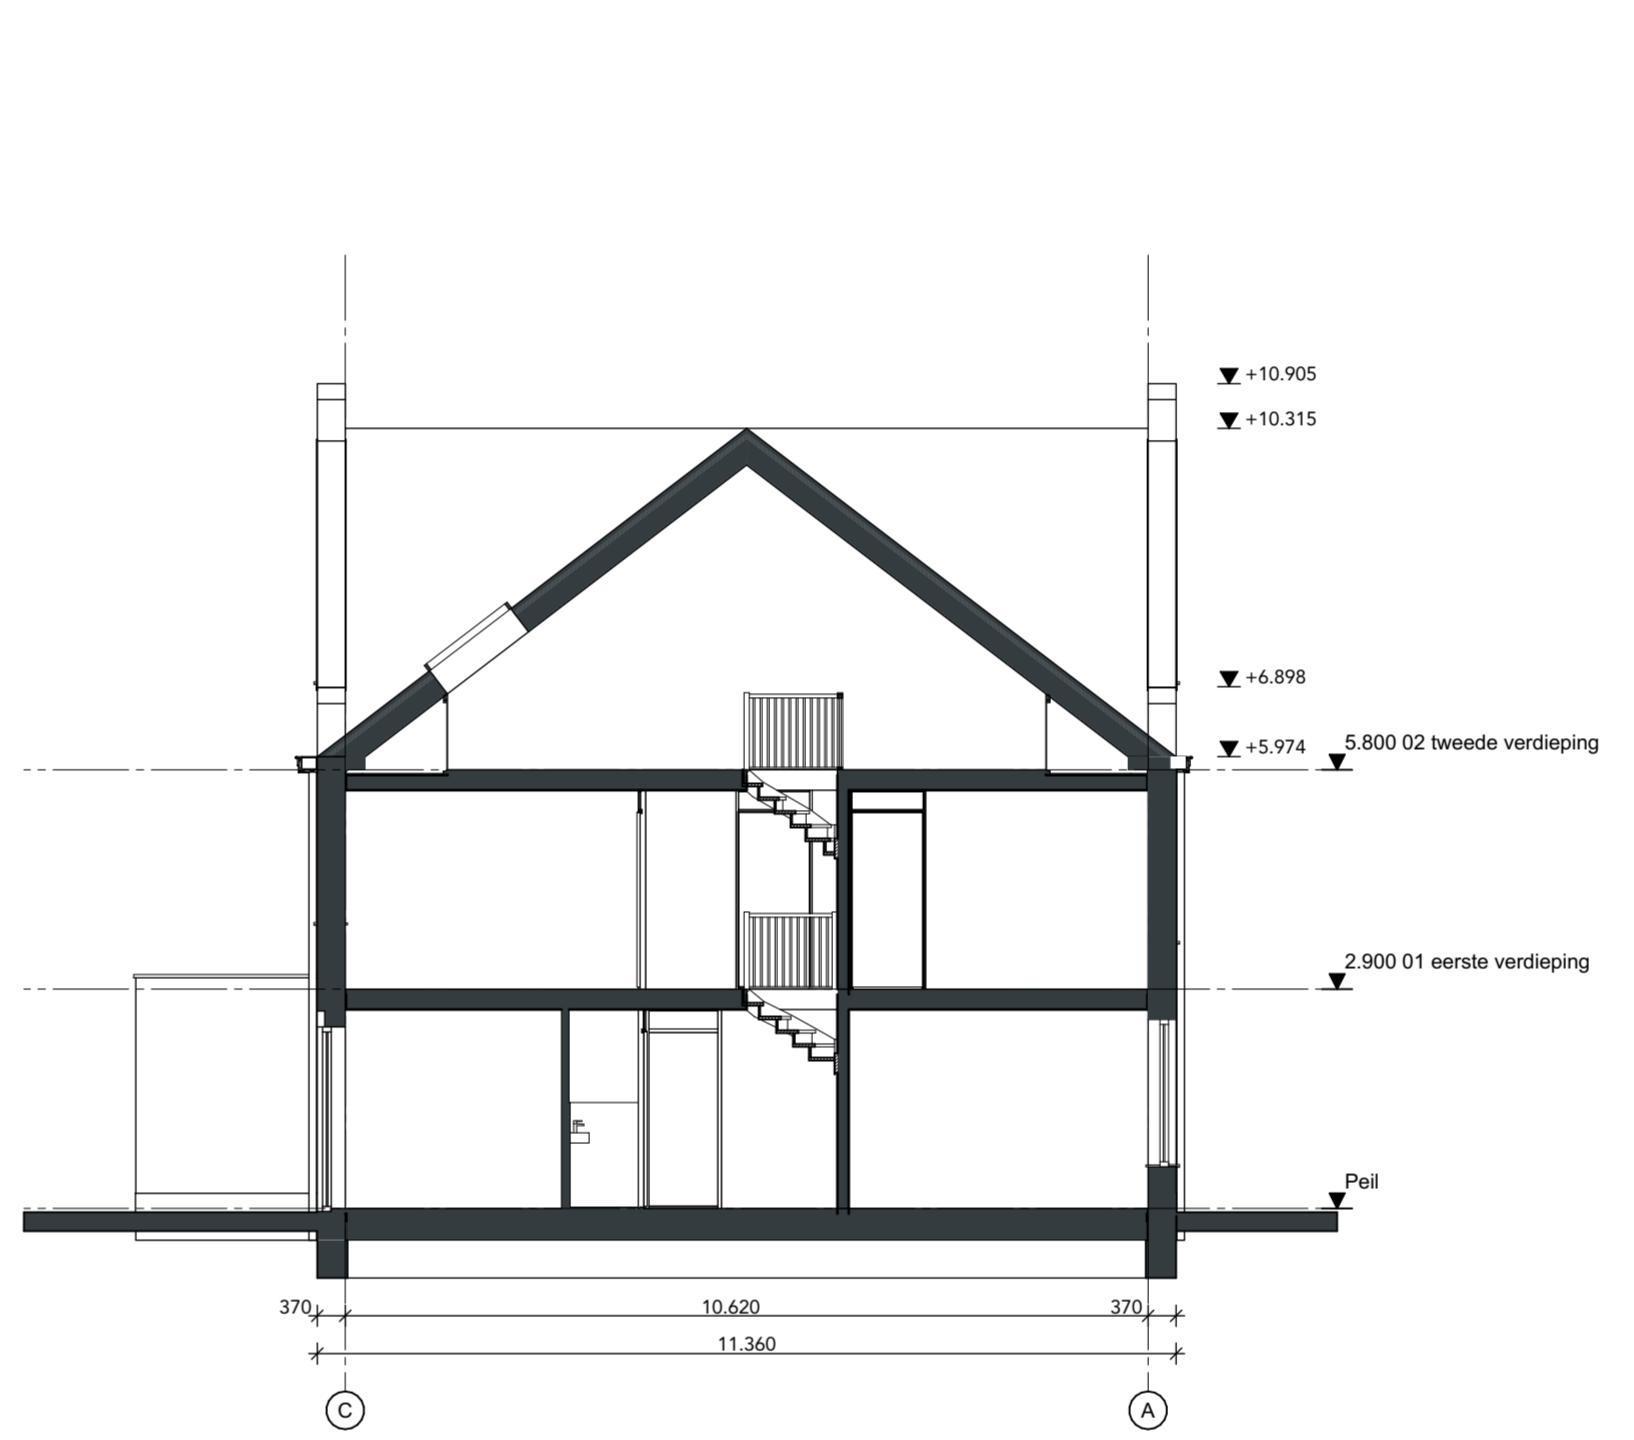 +10.905
+10.315
+6.898
+5.974
5.800 02 tweede verdieping
2.900 01 eerste verdieping
Peil
370
10.620
370
11.360
C
A